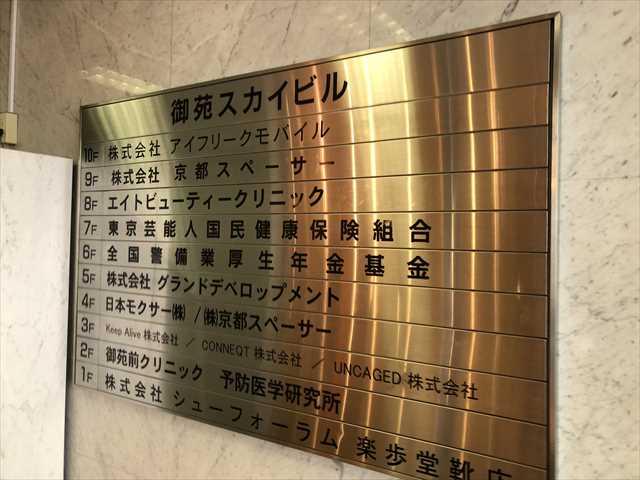 御苑スカイビル
10F 株式会社 アイフリークモバイル
9F 株式会社 京都スペーサー
8F エイトビューティークリニック
7F 東京芸能人国民健康保険組合
6F 全国警備業厚生年金基金
5F 株式会社 グランドデベロップメント
4F 日本モクサー㈱ / ㈱京都スペーサー
3F Keep Alive 株式会社 / CONNEQT 株式会社 / UNCAGED 株式会社
2F 御苑前クリニック 予防医学研究所
1F 株式会社 シューフォーラム 楽歩堂靴店